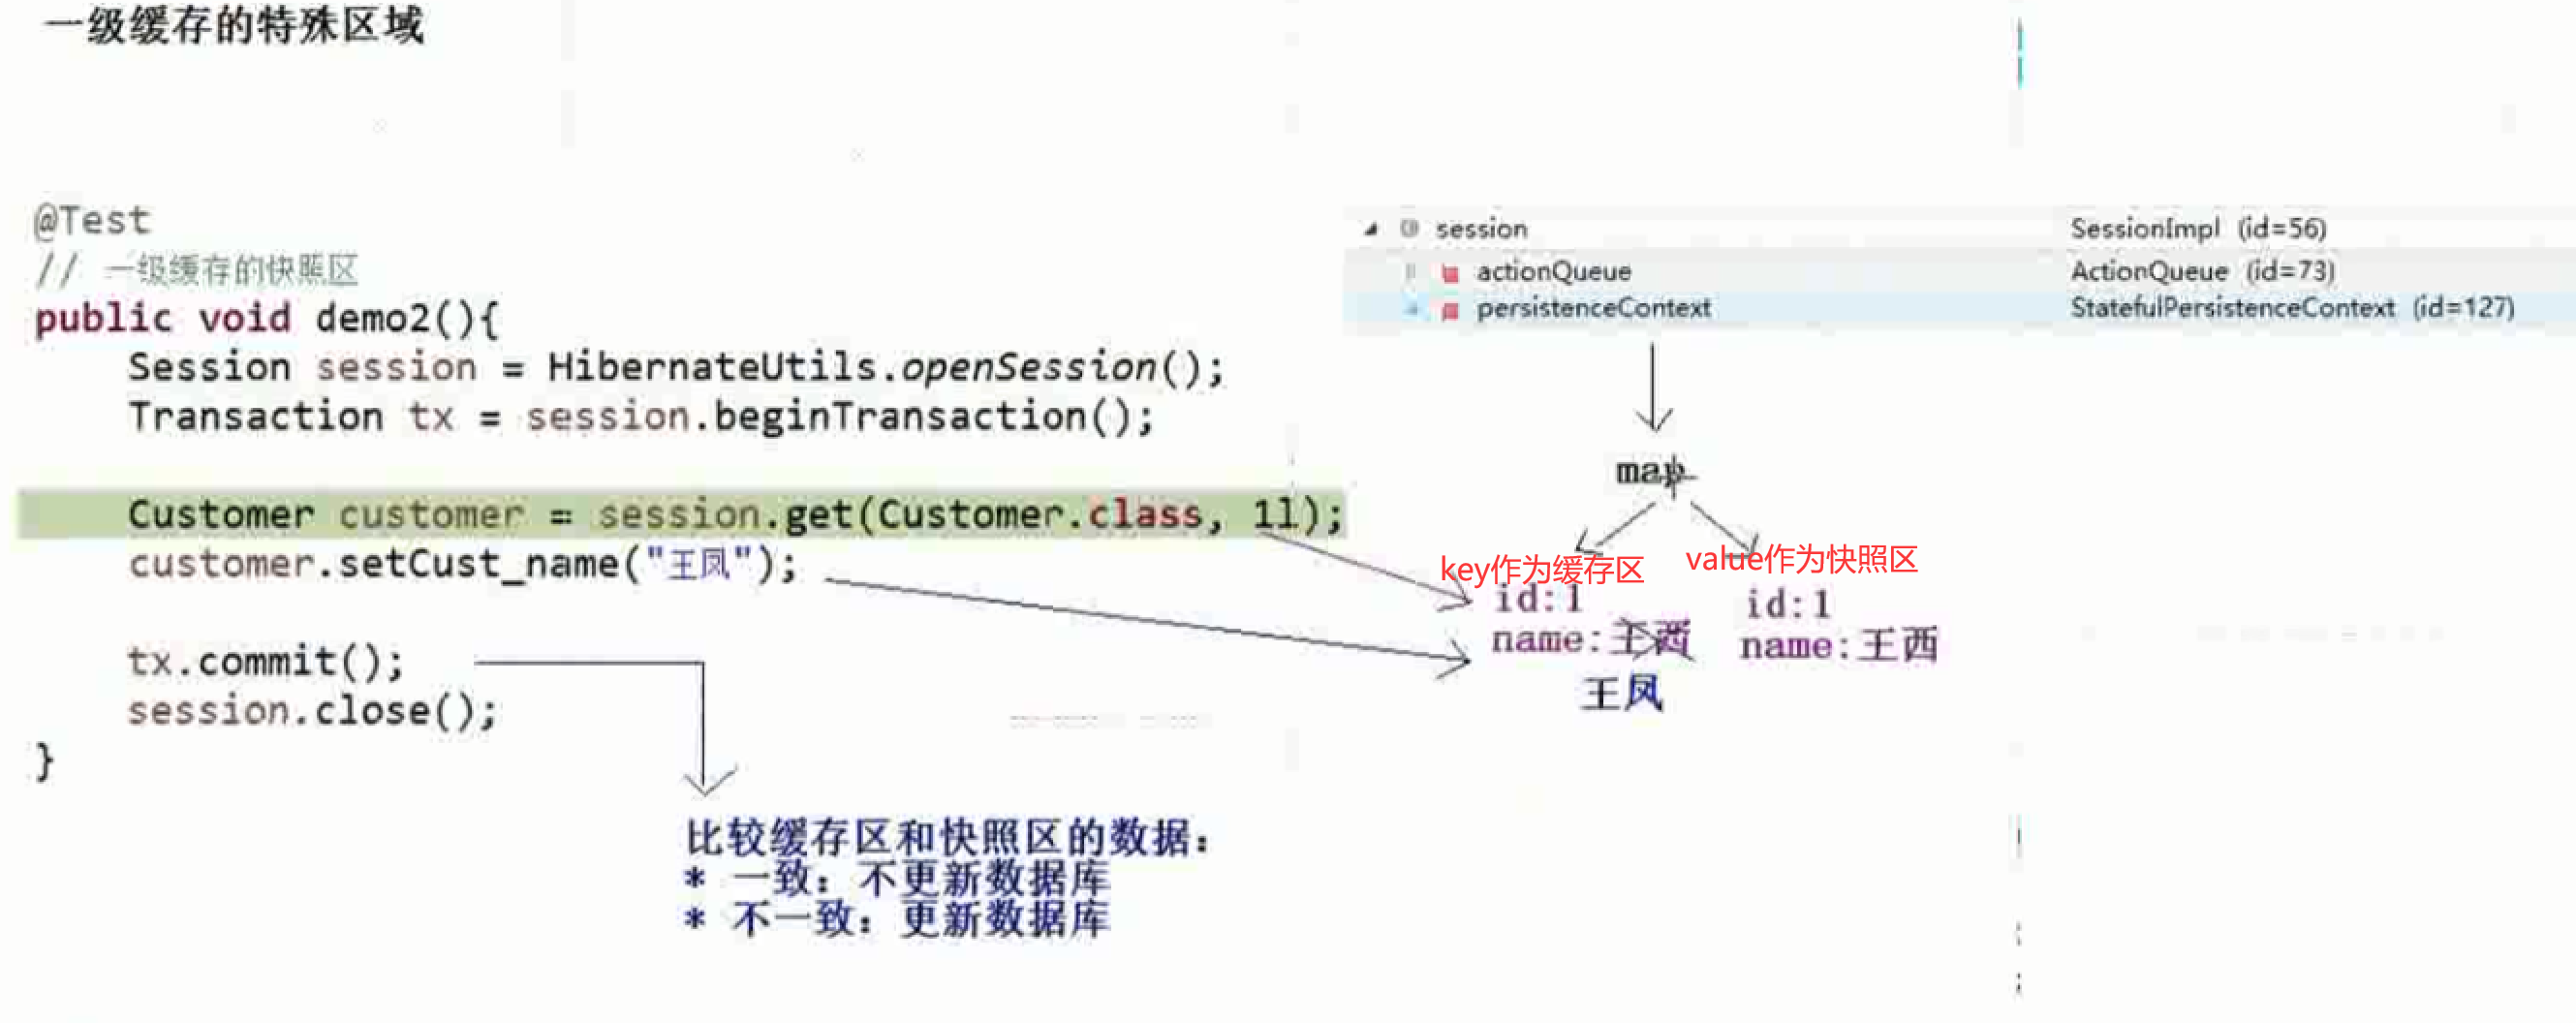 一级缓存的特殊区域
@Test
// 一级缓存的快照区
public void demo2(){
Session session = HibernateUtils.openSession();
Transaction tx = session.beginTransaction();
Customer customer = session.get(Customer.class, 1l);
customer.setCust_name("王凤");
tx.commit();
session.close();
}
比较缓存区和快照区的数据：
* 一致：不更新数据库
* 不一致：更新数据库
session SessionImpl (id=56)
actionQueue ActionQueue (id=73)
persistenceContext StatefulPersistenceContext (id=127)
map
key作为缓存区
id:1
name:王西
王凤
value作为快照区
id:1
name:王西